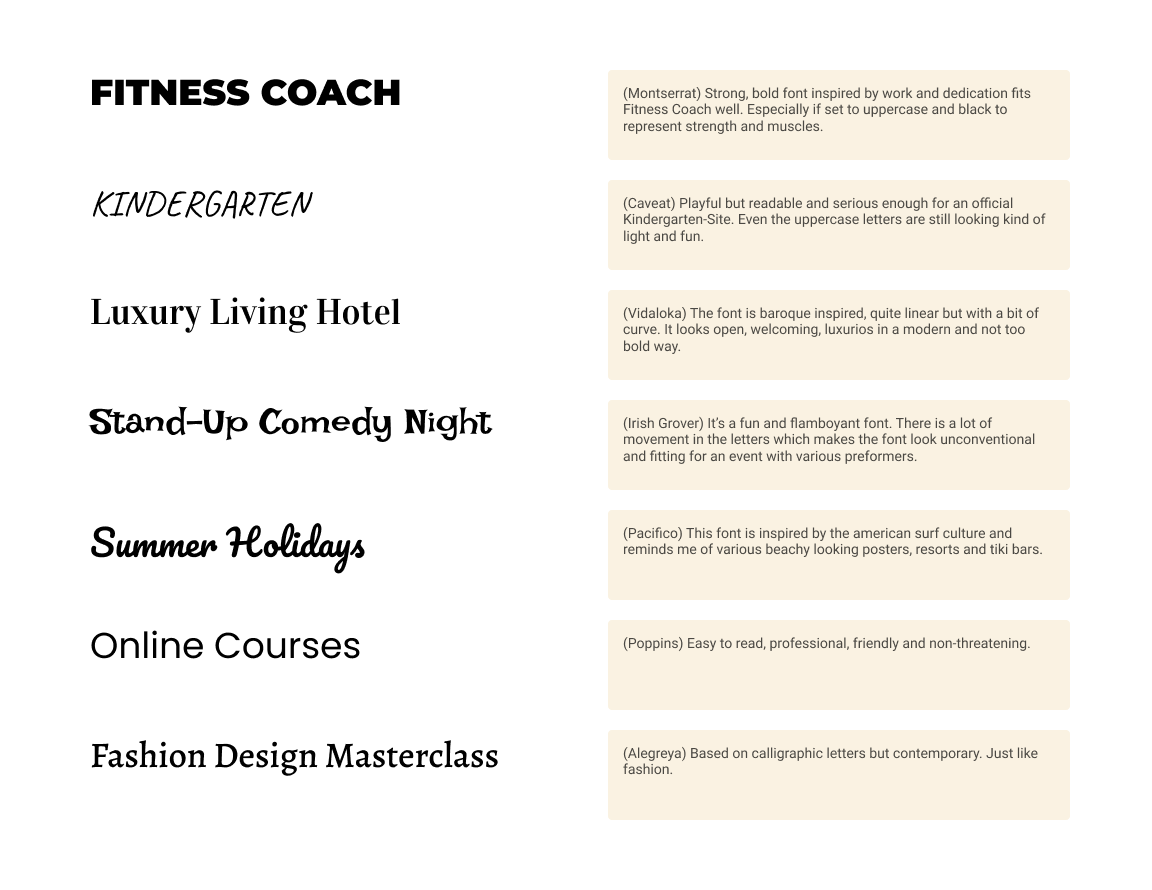 FITNESS COACH
(Montserrat) Strong, bold font inspired by work and dedication fits
Fitness Coach well. Especially if set to uppercase and black to
represent strength and muscles.
KINDERGARTEN
(Caveat) Playful but readable and serious enough for an official
Kindergarten-Site. Even the uppercase letters are still looking kind of
light and fun.
Luxury Living Hotel
(Vidaloka) The font is baroque inspired, quite linear but with a bit of
curve. It looks open, welcoming, luxurios in a modern and not too
bold way.
Stand-Up Comedy Night
(Irish Grover) It’s a fun and flamboyant font. There is a lot of
movement in the letters which makes the font look unconventional
and fitting for an event with various preformers.
Summer Holidays
(Pacifico) This font is inspired by the american surf culture and
reminds me of various beachy looking posters, resorts and tiki bars.
Online Courses
(Poppins) Easy to read, professional, friendly and non-threatening.
Fashion Design Masterclass
(Alegreya) Based on calligraphic letters but contemporary. Just like
fashion.